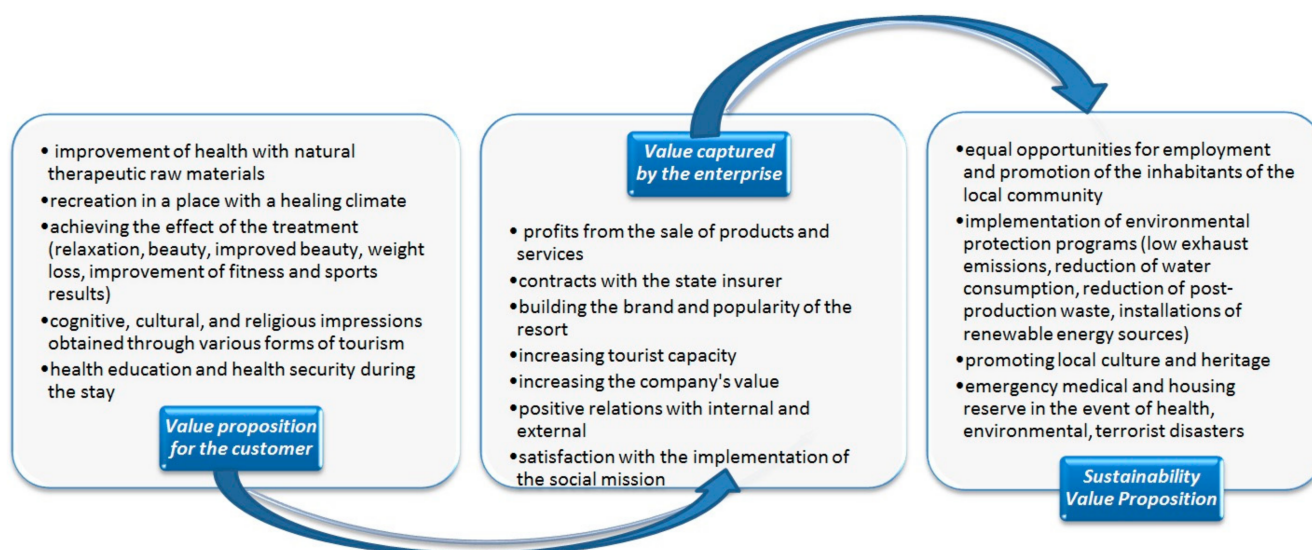 • improvement of health with natural
therapeutic raw materials
•recreation in a place with a healing climate
•achieving the effect of the treatment
(relaxation, beauty, improved beauty, weight
loss, improvement of fitness and sports
results)
•cognitive, cultural, and religious impressions
obtained through various forms of tourism
•health education and health security during
the stay
Value proposition
for the customer
Value captured
by the enterprise
• profits from the sale of products and
services
•contracts with the state insurer
•building the brand and popularity of the
resort
•increasing tourist capacity
•increasing the company's value
•positive relations with internal and
external
•satisfaction with the implementation of
the social mission
•equal opportunities for employment
and promotion of the inhabitants of the
local community
•implementation of environmental
protection programs (low exhaust
emissions, reduction of water
consumption, reduction of post-
production waste, installations of
renewable energy sources)
•promoting local culture and heritage
•emergency medical and housing
reserve in the event of health,
environmental, terrorist disasters
Sustainability
Value Proposition